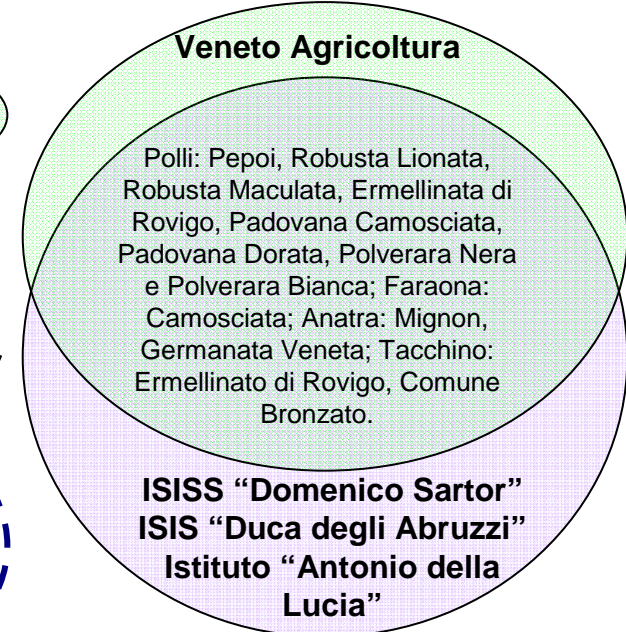 Veneto Agricoltura
Polli: Pepoi, Robusta Lionata,
Robusta Maculata, Ermellinata di
Rovigo, Padovana Camosciata,
Padovana Dorata, Polverara Nera
e Polverara Bianca; Faraona:
Camosciata; Anatra: Mignon,
Germanata Veneta; Tacchino:
Ermellinato di Rovigo, Comune
Bronzato.
ISISS “Domenico Sartor”
ISIS “Duca degli Abruzzi”
Istituto “Antonio della
Lucia”